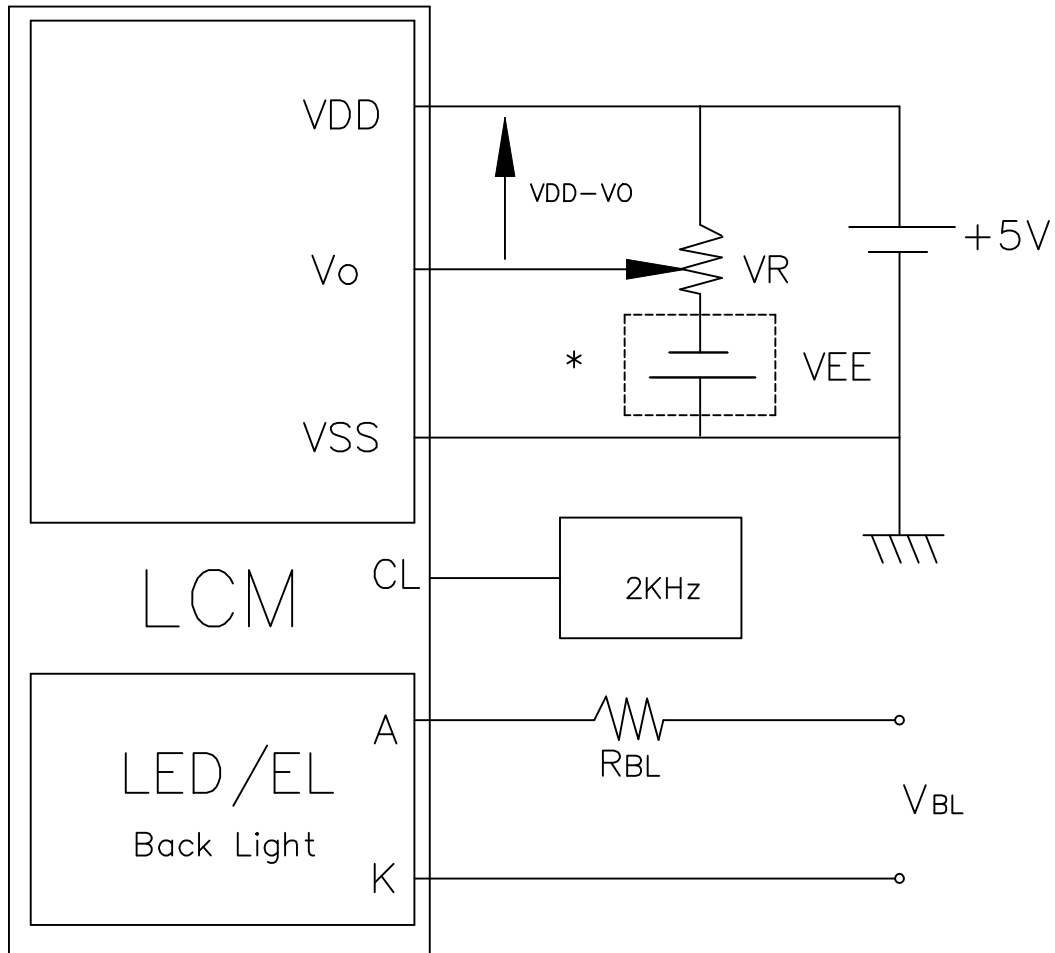 VDD
VDD-VO
+5V
Vo
VR
*
VEE
VSS
CL
2KHz
LCM
A
RBL
LED/EL
Back Light
VBL
K